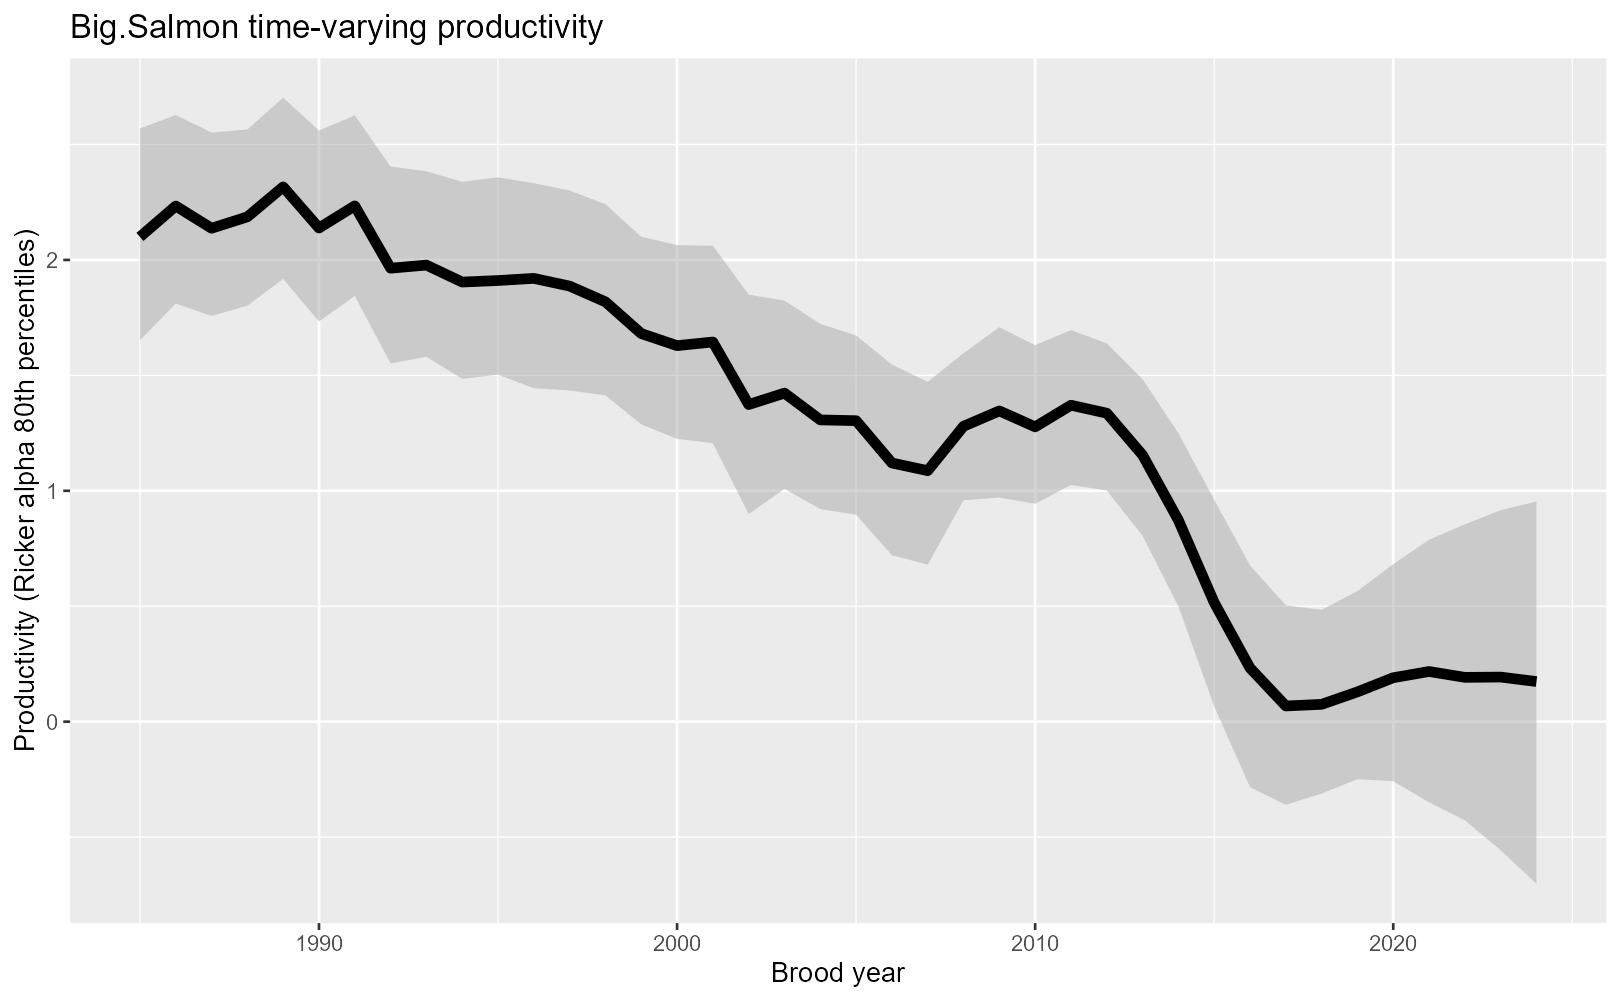 Big.Salmon time-varying productivity
Productivity (Ricker alpha 80th percentiles)
2
1
0
1990
2000
2010
2020
Brood year